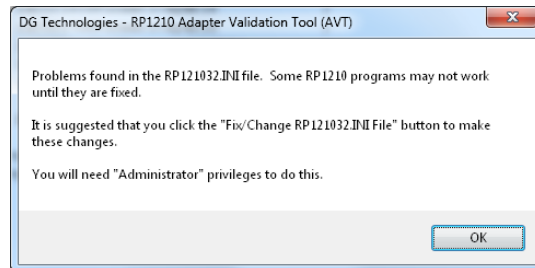 DG Technologies - RP1210 Adapter Validation Tool (AVT)
Problems found in the RP121032.INI file.  Some RP1210 programs may not work
until they are fixed.
It is suggested that you click the "Fix/Change RP121032.INI File" button to make
these changes.
You will need "Administrator" privileges to do this.
OK